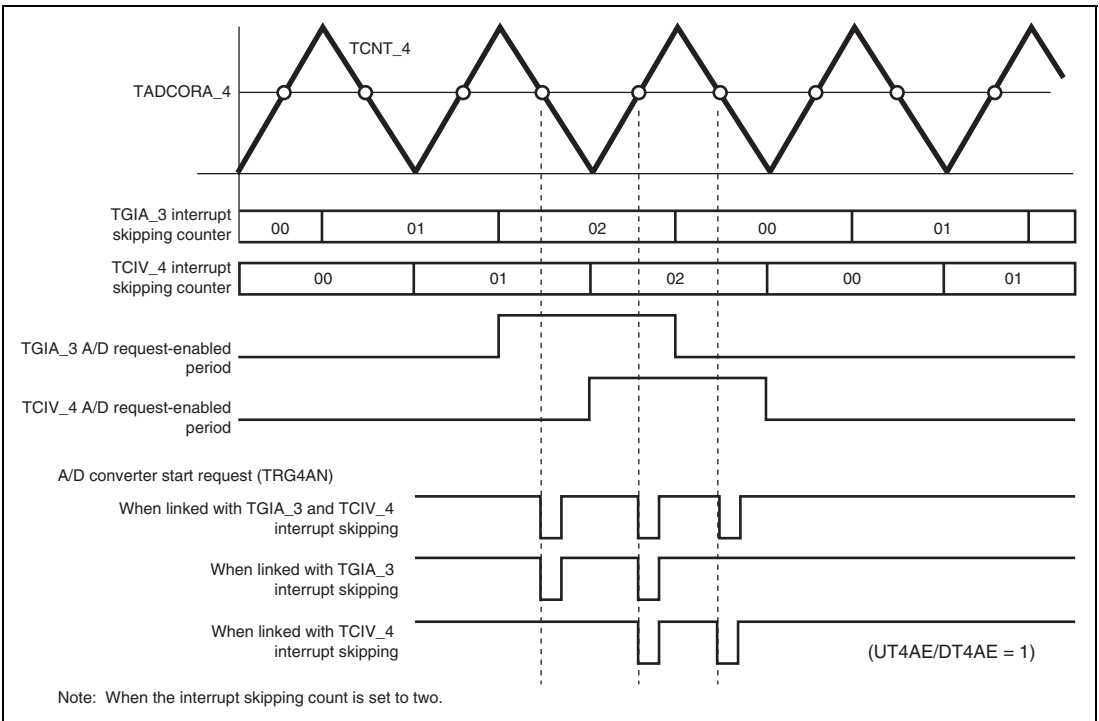 TCNT_4
TADCORA_4
TGIA_3 interrupt
skipping counter
00 01 02 00 01
TCIV_4 interrupt
skipping counter
00 01 02 00 01
TGIA_3 A/D request-enabled
period
TCIV_4 A/D request-enabled
period
A/D converter start request (TRG4AN)
When linked with TGIA_3 and TCIV_4
interrupt skipping
When linked with TGIA_3
interrupt skipping
When linked with TCIV_4
interrupt skipping
(UT4AE/DT4AE = 1)
Note: When the interrupt skipping count is set to two.